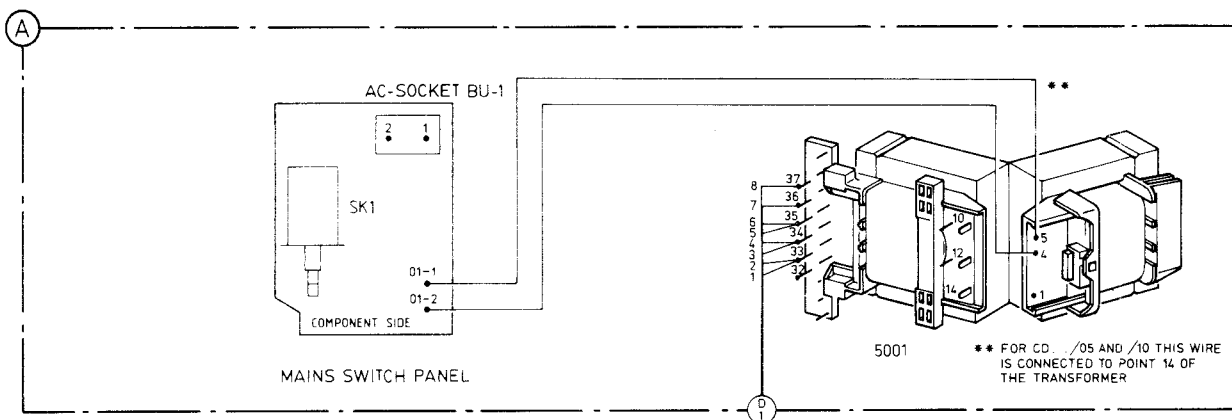 A
AC-SOCKET BU-1
2 1
SK1
01-1
01-2
COMPONENT SIDE
MAINS SWITCH PANEL
**
8
7
6
5
4
3
2
1
37
36
35
34
33
32
10
12
14
5
4
1
5001
** FOR CD.../05 AND /10 THIS WIRE
IS CONNECTED TO POINT 14 OF
THE TRANSFORMER
D
1